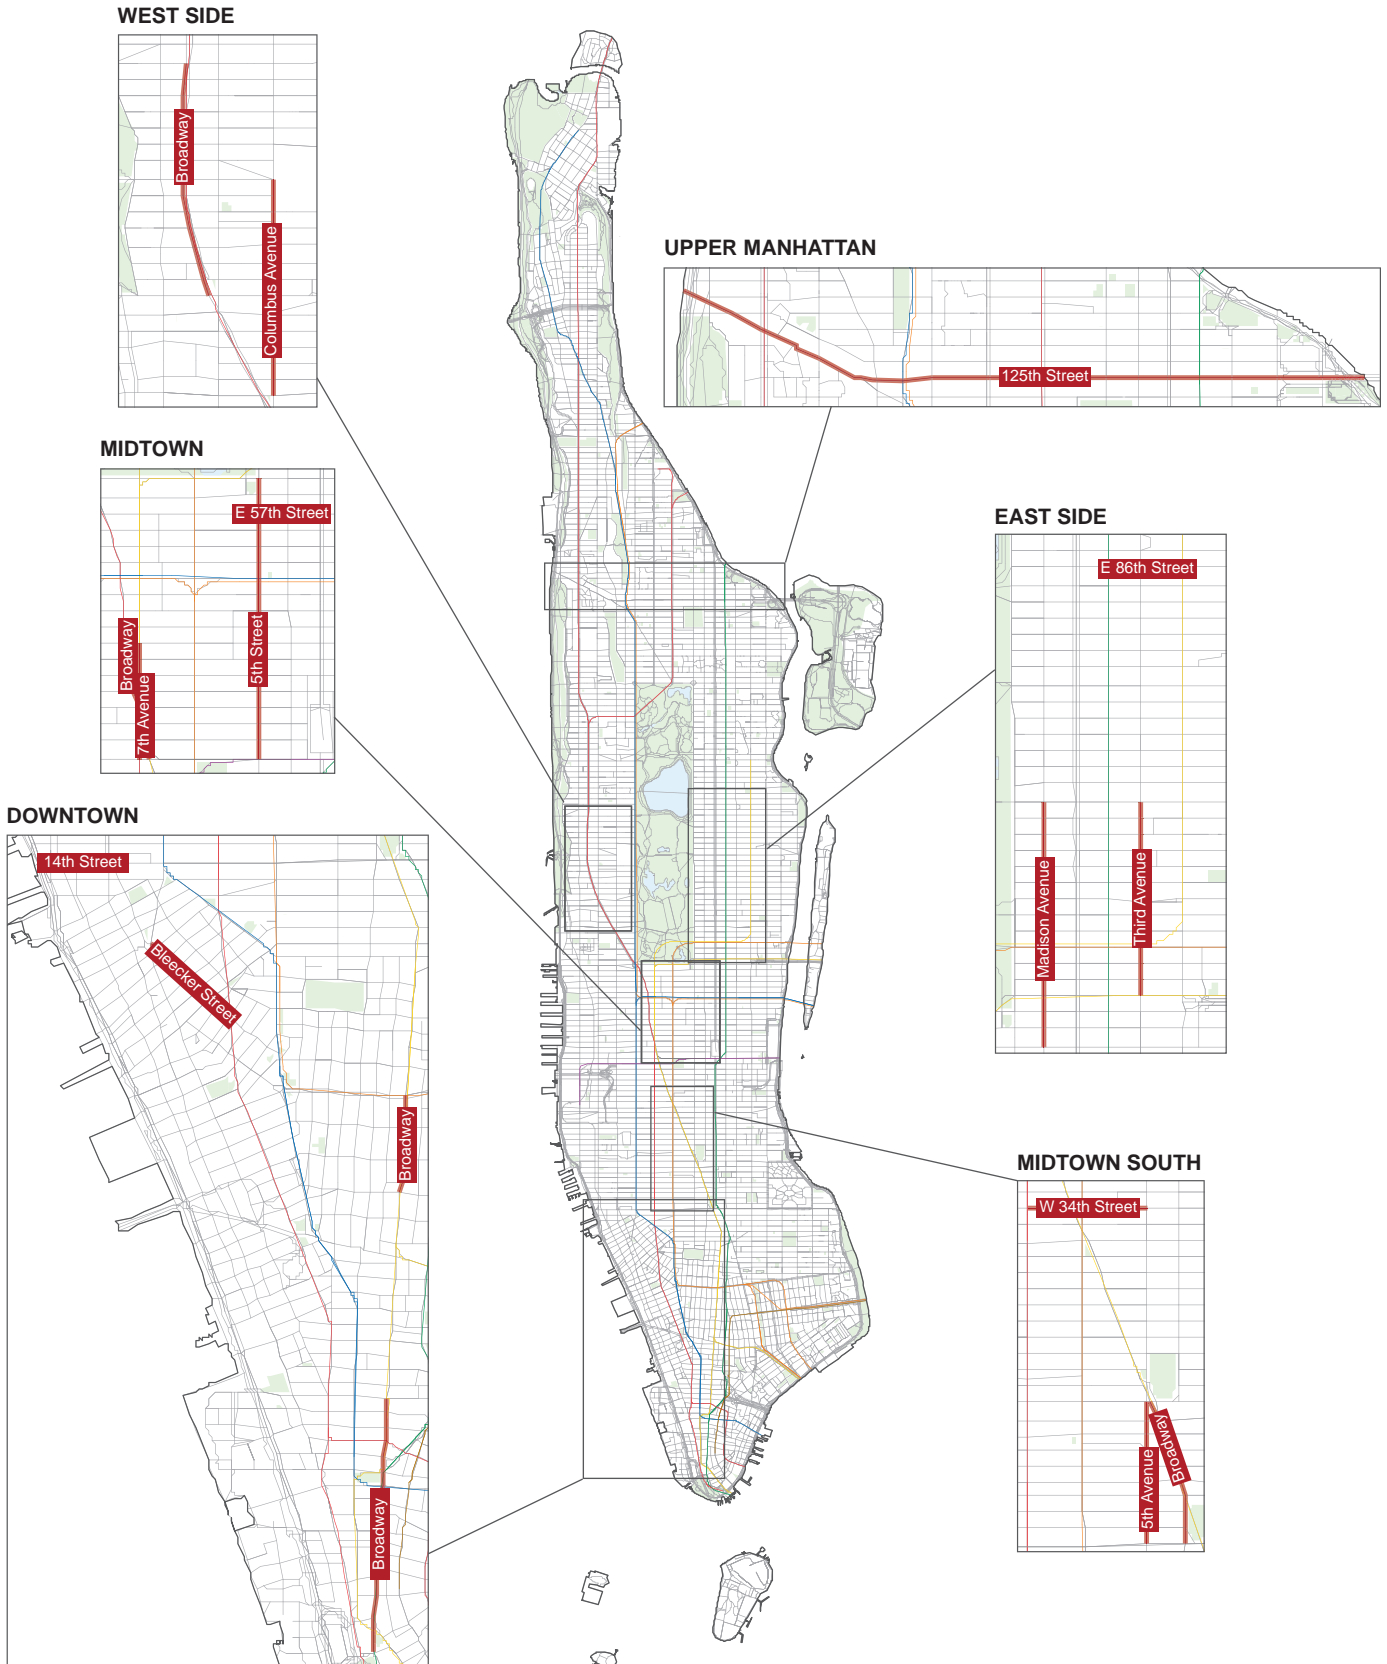 WEST SIDE
Broadway
Columbus Avenue
UPPER MANHATTAN
125th Street
MIDTOWN
E 57th Street
5th Street
Broadway
7th Avenue
EAST SIDE
E 86th Street
Madison Avenue
Third Avenue
DOWNTOWN
14th Street
Bleecker Street
Broadway
Broadway
MIDTOWN SOUTH
W 34th Street
Broadway
5th Avenue